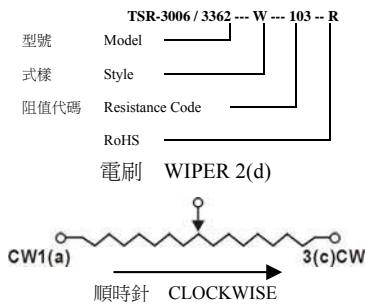 TSR-3006 / 3362 --- W --- 103 -- R
型號 Model
式樣 Style
阻值代碼 Resistance Code
RoHS
電刷 WIPER 2(d)
CW1(a) 3(c)CW
順時針 CLOCKWISE